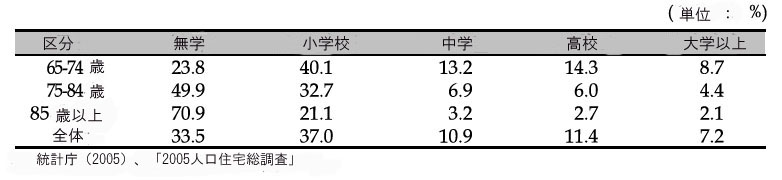 (単位 : %)
区分 無学 小学校 中学 高校 大学以上
65-74 歳 23.8 40.1 13.2 14.3 8.7
75-84 歳 49.9 32.7 6.9 6.0 4.4
85 歳以上 70.9 21.1 3.2 2.7 2.1
全体 33.5 37.0 10.9 11.4 7.2
統計庁（2005）、「2005人口住宅総調査」